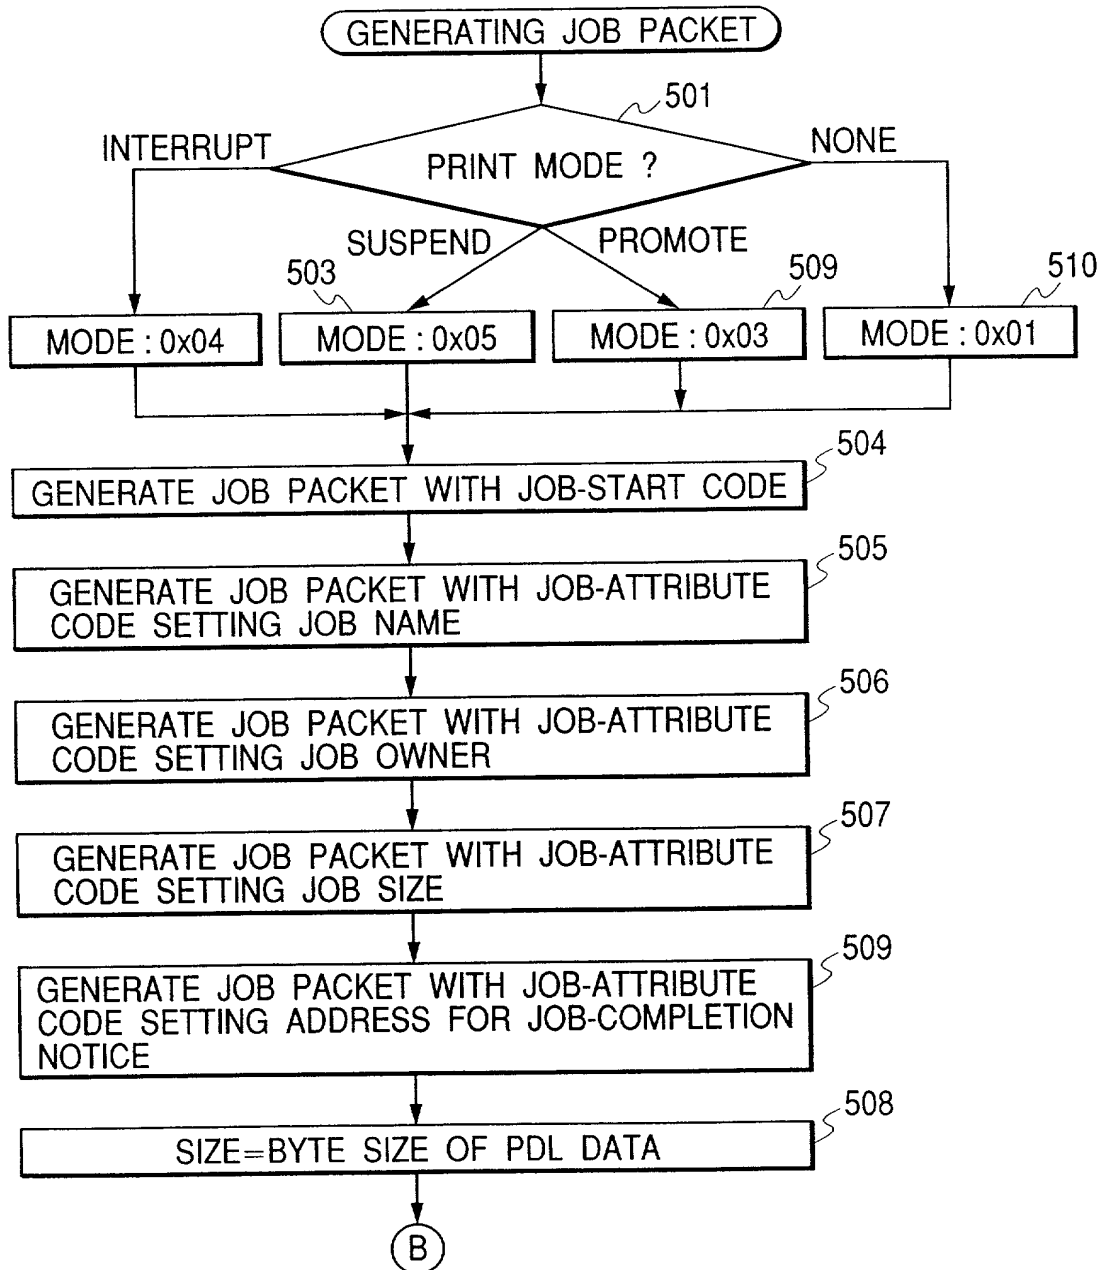 GENERATING JOB PACKET
501
INTERRUPT
PRINT MODE ?
NONE
SUSPEND
PROMOTE
503
509
510
MODE : 0x04
MODE : 0x05
MODE : 0x03
MODE : 0x01
504
GENERATE JOB PACKET WITH JOB-START CODE
505
GENERATE JOB PACKET WITH JOB-ATTRIBUTE
CODE SETTING JOB NAME
506
GENERATE JOB PACKET WITH JOB-ATTRIBUTE
CODE SETTING JOB OWNER
507
GENERATE JOB PACKET WITH JOB-ATTRIBUTE
CODE SETTING JOB SIZE
509
GENERATE JOB PACKET WITH JOB-ATTRIBUTE
CODE SETTING ADDRESS FOR JOB-COMPLETION
NOTICE
508
SIZE=BYTE SIZE OF PDL DATA
B